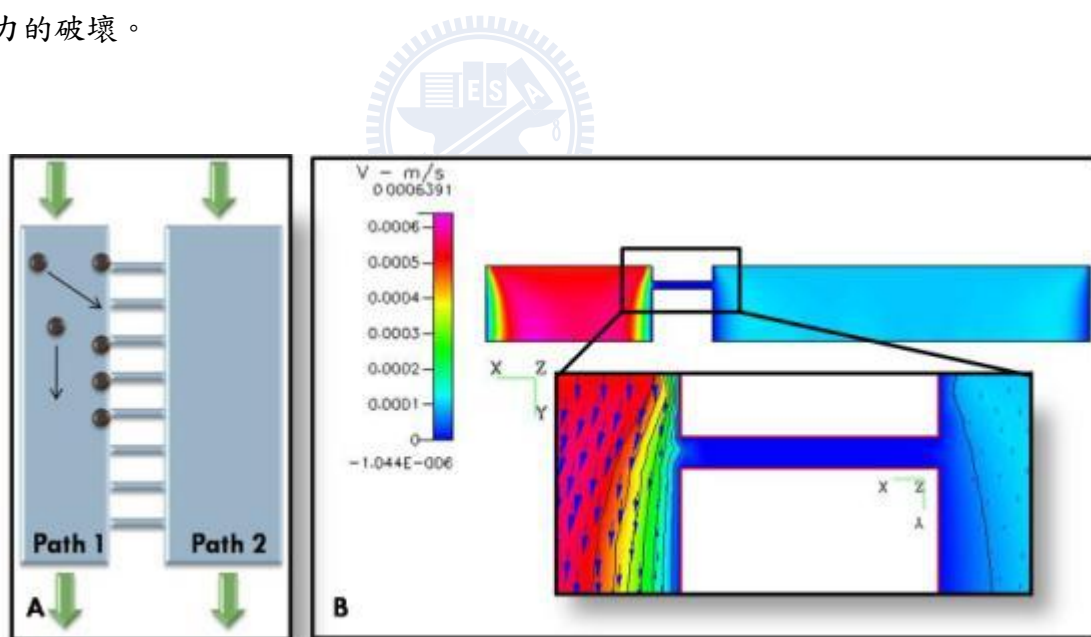 力的破壞。
ES A
V - m/s
0.0006391
0.0006
0.0005
0.0004
0.0003
0.0002
0.0001
0
-1.044E-006
X Z
Y
X Z
Y
Path 1 Path 2
A
B